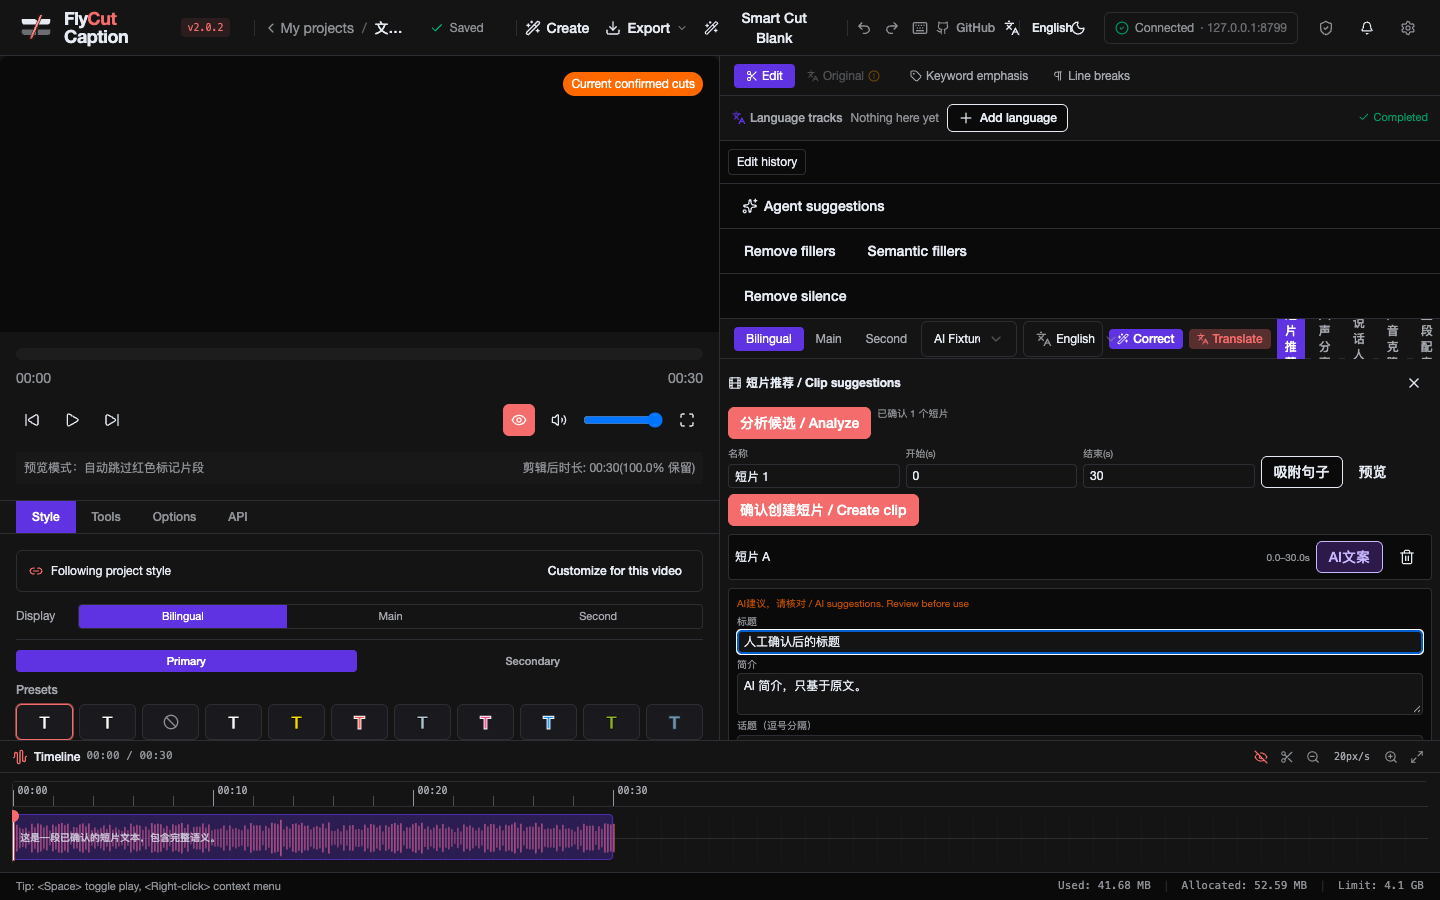 FlyCut
Caption
v2.0.2
My projects / 文...
Saved
Create
Export
Smart Cut
Blank
GitHub
English
Connected · 127.0.0.1:8799
Current confirmed cuts
00:00
00:30
预览模式：自动跳过红色标记片段
剪辑后时长: 00:30(100.0% 保留)
Style
Tools
Options
API
Following project style
Customize for this video
Display
Bilingual
Main
Second
Primary
Secondary
Presets
T T T T T T T T T T
Edit
Original
Keyword emphasis
Line breaks
Language tracks
Nothing here yet
Add language
Completed
Edit history
Agent suggestions
Remove fillers
Semantic fillers
Remove silence
Bilingual
Main
Second
AI Fixtur
English
Correct
Translate
片
推
声
分
说
话
人
音
克
段
配
短片推荐 / Clip suggestions
分析候选 / Analyze
已确认 1 个短片
名称
开始(s)
结束(s)
短片 1
0
30
吸附句子
预览
确认创建短片 / Create clip
短片 A
0.0–30.0s
AI文案
AI建议，请核对 / AI suggestions. Review before use
标题
人工确认后的标题
简介
AI 简介，只基于原文。
话题（逗号分隔）
Timeline
00:00 / 00:30
20px/s
00:00
00:10
00:20
00:30
这是一段已确认的短片文本，包含完整语义。
Tip: <Space> toggle play, <Right-click> context menu
Used: 41.68 MB
Allocated: 52.59 MB
Limit: 4.1 GB